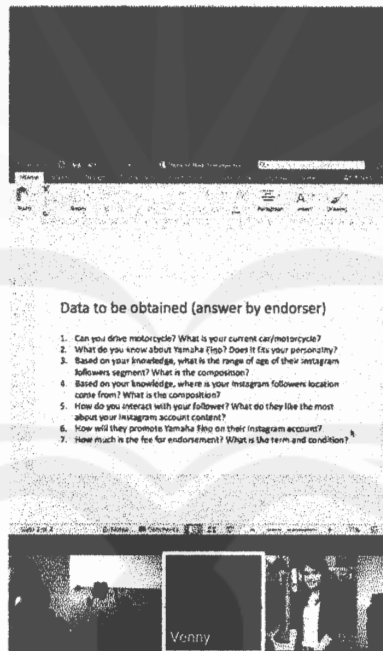 Home
Paragraph
Drawing
Data to be obtained (answer by endorser)
1. Can you drive motorcycle? What is your current car/motorcycle?
2. What do you know about Yamaha Fino? Does it fits your personality?
3. Based on your knowledge, what is the range of age of their instagram
followers segment? What is the composition?
4. Based on your knowledge, where is your instagram followers location
come from? What is the composition?
5. How do you interact with your follower? What do they like the most
about your instagram account content?
6. How will they promote Yamaha Fino on their instagram account?
7. How much is the fee for endorsement? What is the term and condition?
Notes Comments
Venny